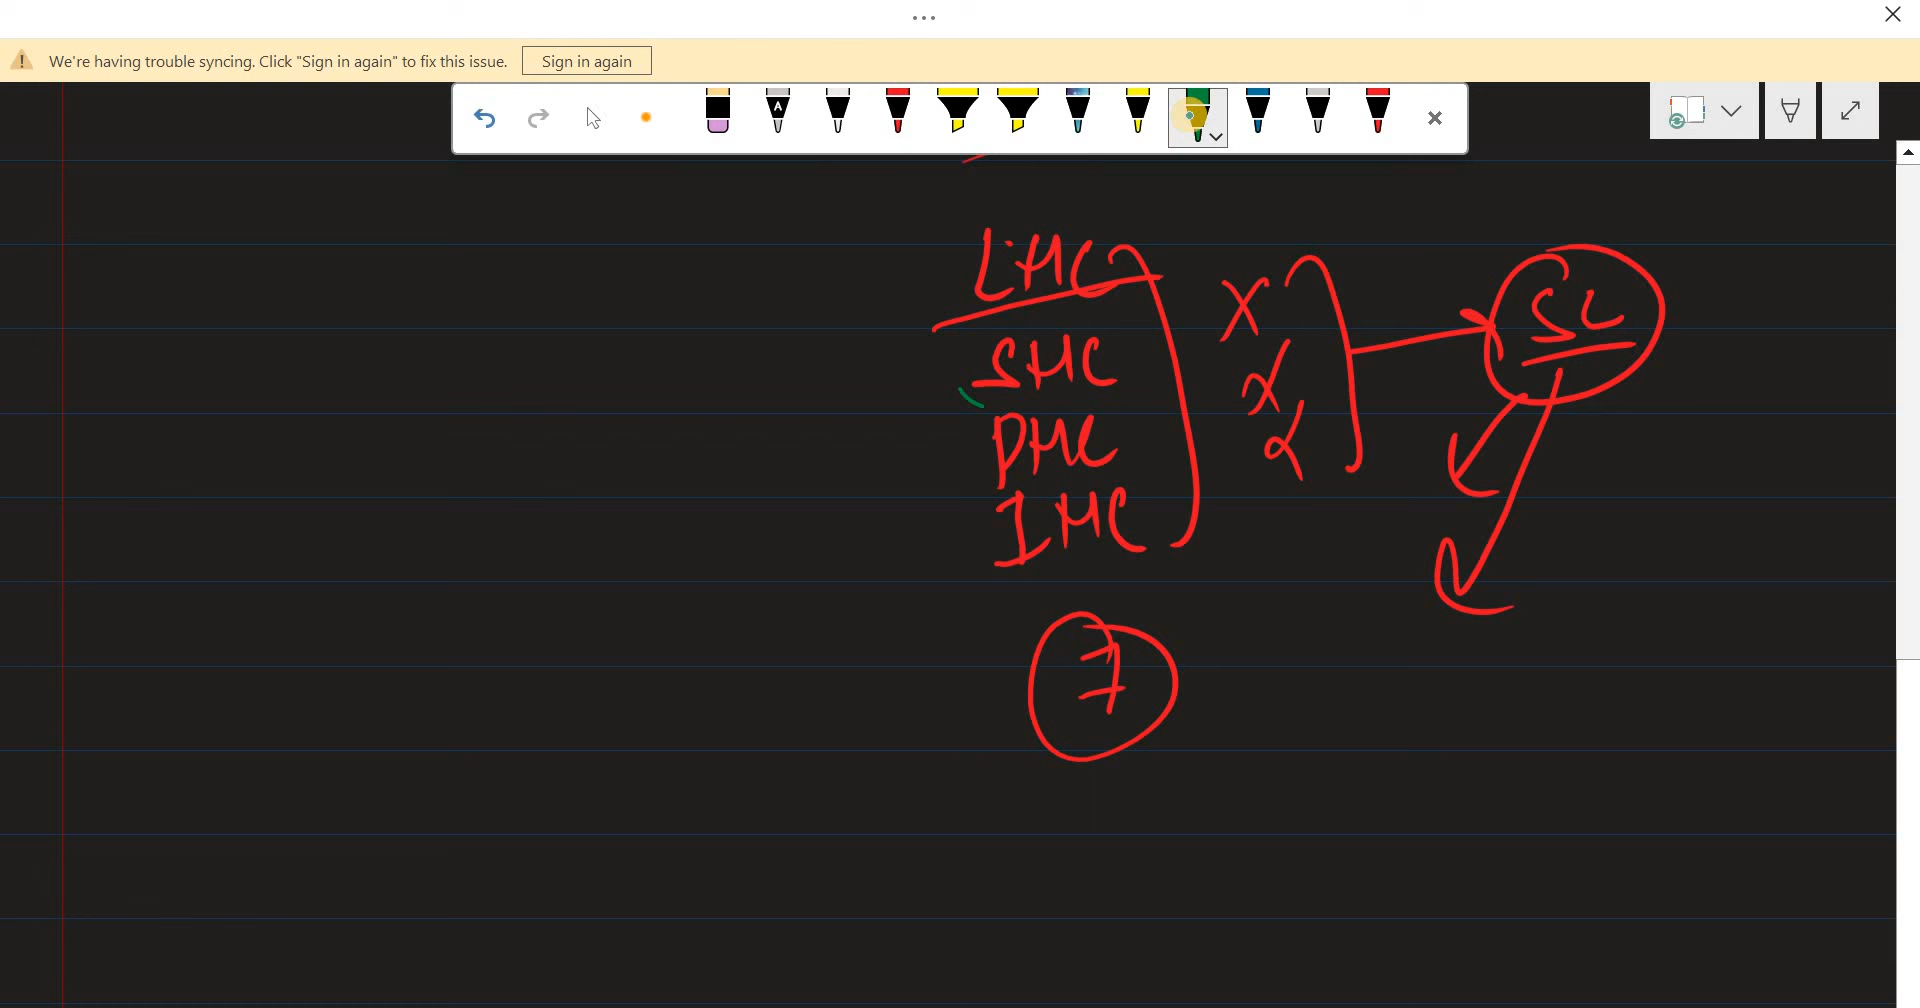 We're having trouble syncing. Click "Sign in again" to fix this issue.
Sign in again
A
LMC
SMC
PMC
IMC
X
X
X
SC
7